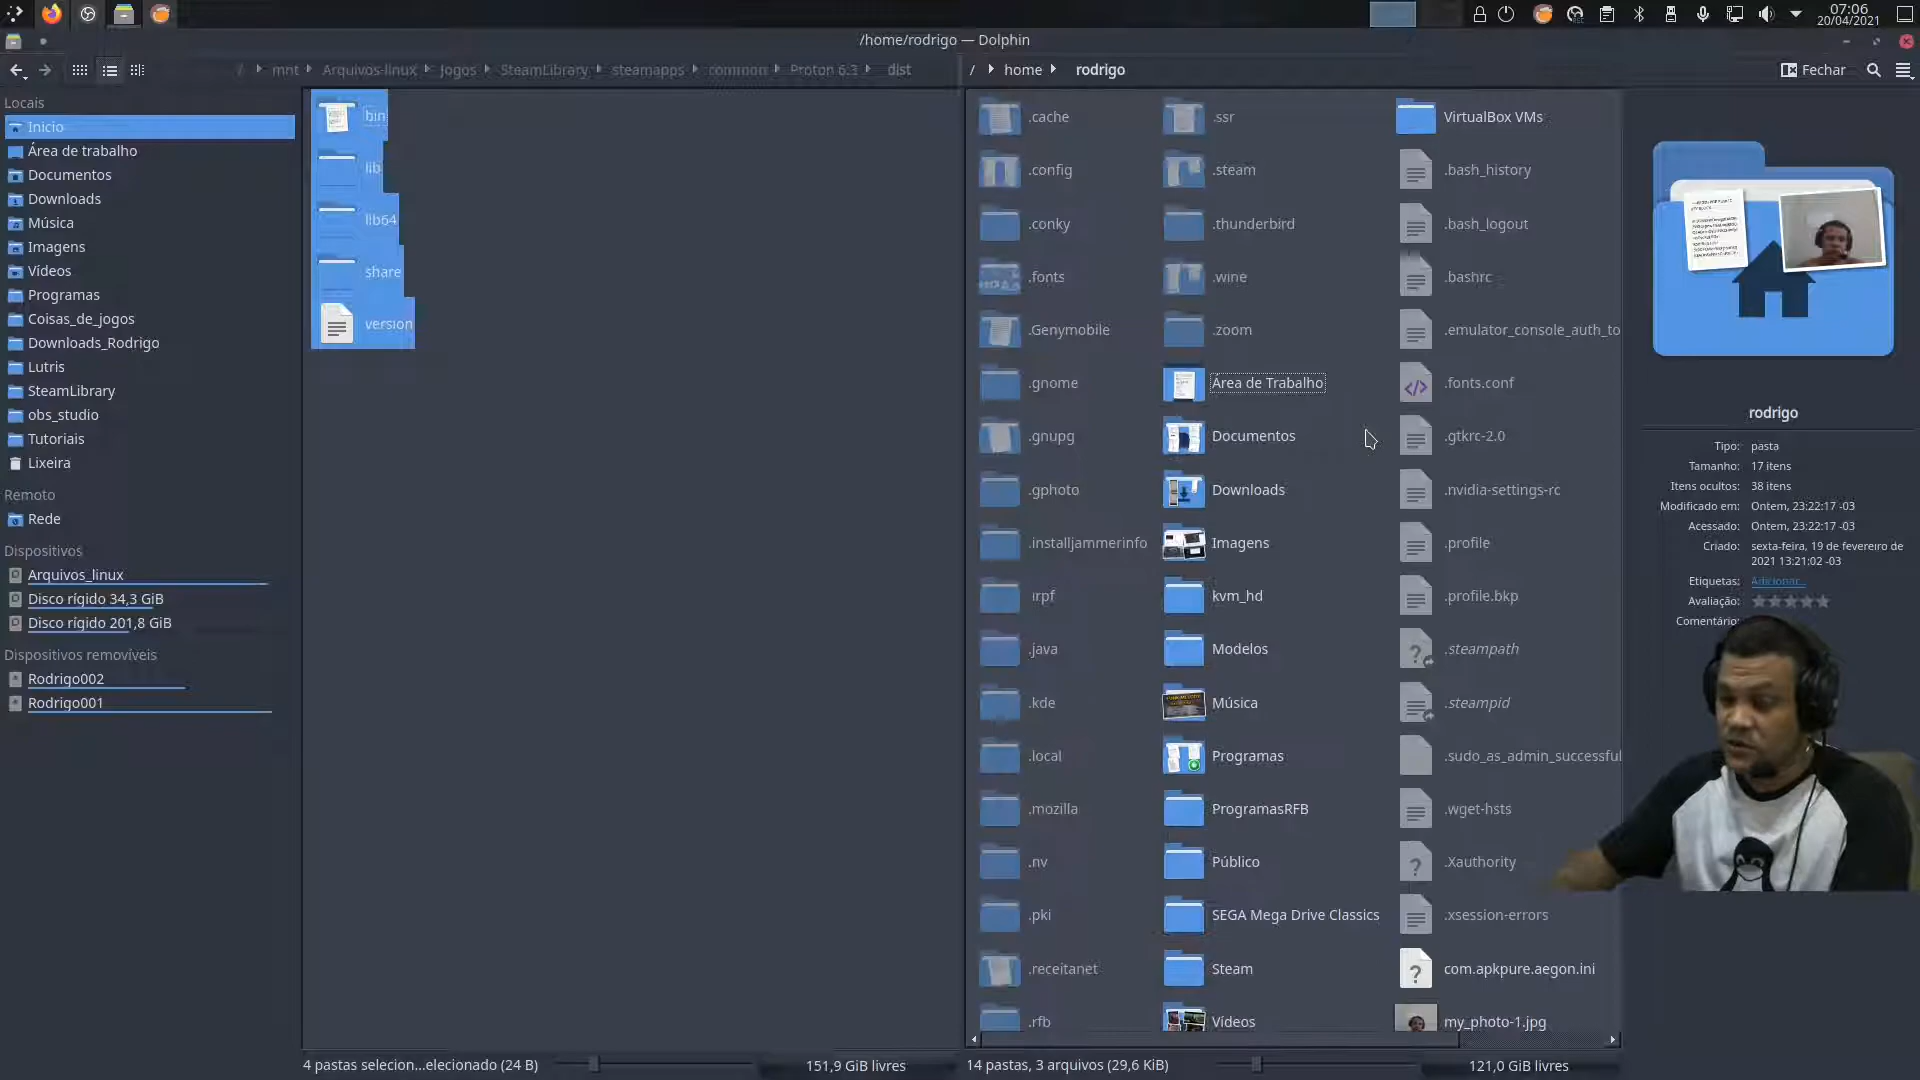 07:06
20/04/2021
/home/rodrigo — Dolphin
/ mnt Arquivos-linux Jogos SteamLibrary steamapps common Proton 6.3 dist
/ home rodrigo
Fechar
Locais
Início
Área de trabalho
Documentos
Downloads
Música
Imagens
Vídeos
Programas
Coisas_de_jogos
Downloads_Rodrigo
Lutris
SteamLibrary
obs_studio
Tutoriais
Lixeira
Remoto
Rede
Dispositivos
Arquivos_linux
Disco rígido 34,3 GiB
Disco rígido 201,8 GiB
Dispositivos removíveis
Rodrigo002
Rodrigo001
bin
lib
lib64
share
version
.cache
.config
.conky
.fonts
.Genymobile
.gnome
.gnupg
.gphoto
.installjammerinfo
.irpf
.java
.kde
.local
.mozilla
.nv
.pki
.receitanet
.rfb
.ssr
.steam
.thunderbird
.wine
.zoom
Área de Trabalho
Documentos
Downloads
Imagens
kvm_hd
Modelos
Música
Programas
ProgramasRFB
Público
SEGA Mega Drive Classics
Steam
Vídeos
VirtualBox VMs
.bash_history
.bash_logout
.bashrc
.emulator_console_auth_to
.fonts.conf
.gtkrc-2.0
.nvidia-settings-rc
.profile
.profile.bkp
.steampath
.steampid
.sudo_as_admin_successful
.wget-hsts
.Xauthority
.xsession-errors
com.apkpure.aegon.ini
my_photo-1.jpg
rodrigo
Tipo: pasta
Tamanho: 17 itens
Itens ocultos: 38 itens
Modificado em: Ontem, 23:22:17 -03
Acessado: Ontem, 23:22:17 -03
Criado: sexta-feira, 19 de fevereiro de
2021 13:21:02 -03
Etiquetas: Adicionar...
Avaliação:
Comentário:
4 pastas selecion...elecionado (24 B)
151,9 GiB livres
14 pastas, 3 arquivos (29,6 KiB)
121,0 GiB livres